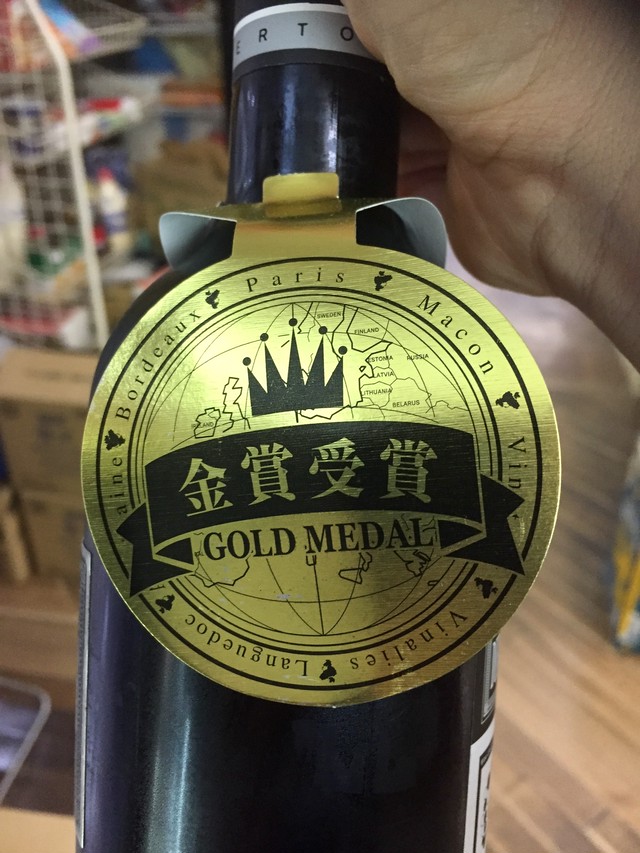 ERTO
Paris
Macon
Bordeaux
Vin
aine
Vinalies
Languedoc
SWEDEN
FINLAND
ESTONIA
RUSSIA
LATVIA
LITHUANIA
BELARUS
金賞受賞
GOLD MEDAL